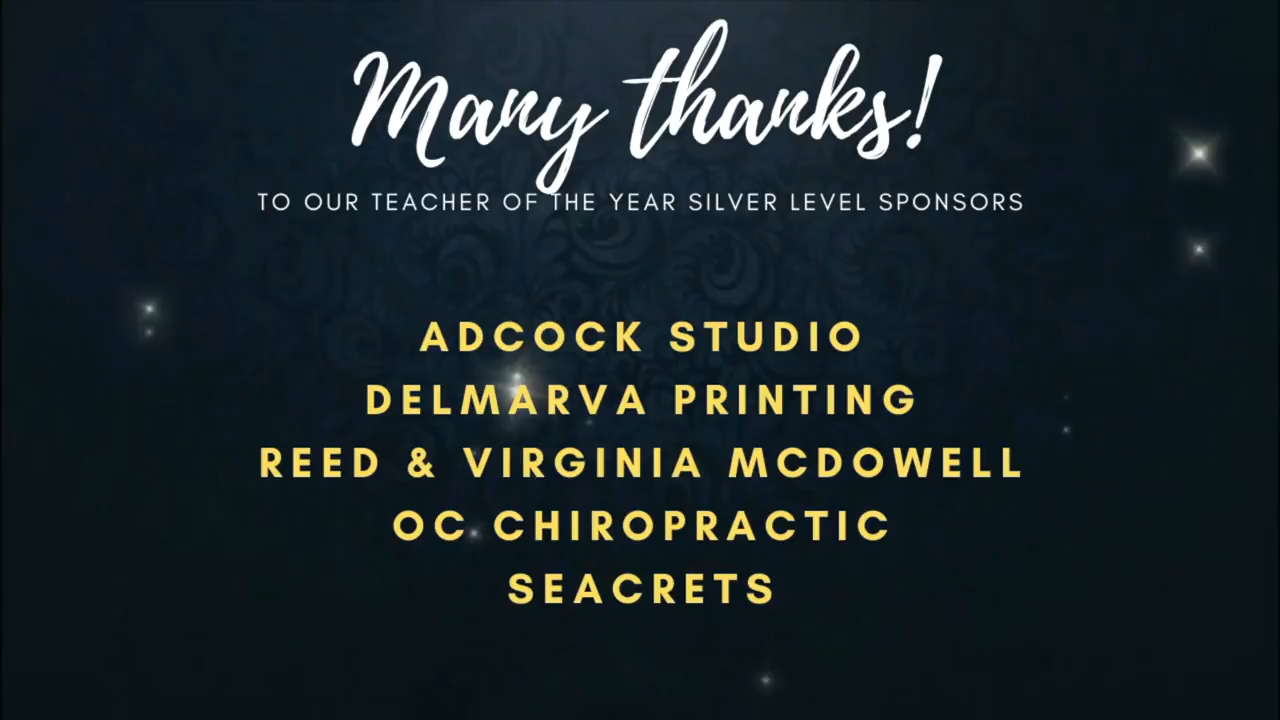 Many thanks!
TO OUR TEACHER OF THE YEAR SILVER LEVEL SPONSORS
ADCOCK STUDIO
DELMARVA PRINTING
REED & VIRGINIA MCDOWELL
OC CHIROPRACTIC
SEACRETS